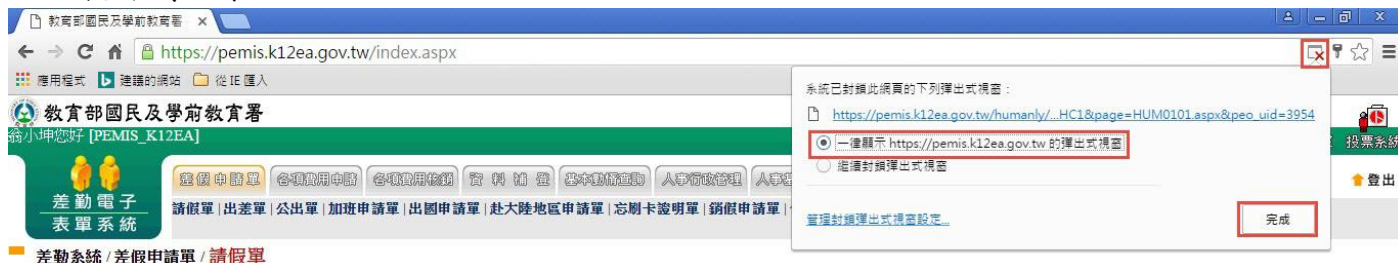 教育部國民及學前教育署
https://pemis.k12ea.gov.tw/index.aspx
應用程式 建議的網站 從 IE 匯入
系統已封鎖此網頁的下列彈出式視窗：
https://pemis.k12ea.gov.tw/humanly/...HC1&page=HUM0101.aspx&peo_uid=3954
一律顯示 https://pemis.k12ea.gov.tw 的彈出式視窗
繼續封鎖彈出式視窗
管理封鎖彈出式視窗設定...
完成
教育部國民及學前教育署
翁小坤您好 [PEMIS_K12EA]
投票系統
差勤電子
表單系統
差假申請單 各項費用申請 各項費用核銷 資料補登 基本動態查詢 人事行政管理
登出
請假單 | 出差單 | 公出單 | 加班申請單 | 出國申請單 | 赴大陸地區申請單 | 忘刷卡證明單 | 銷假申請單 |
差勤系統 / 差假申請單 / 請假單